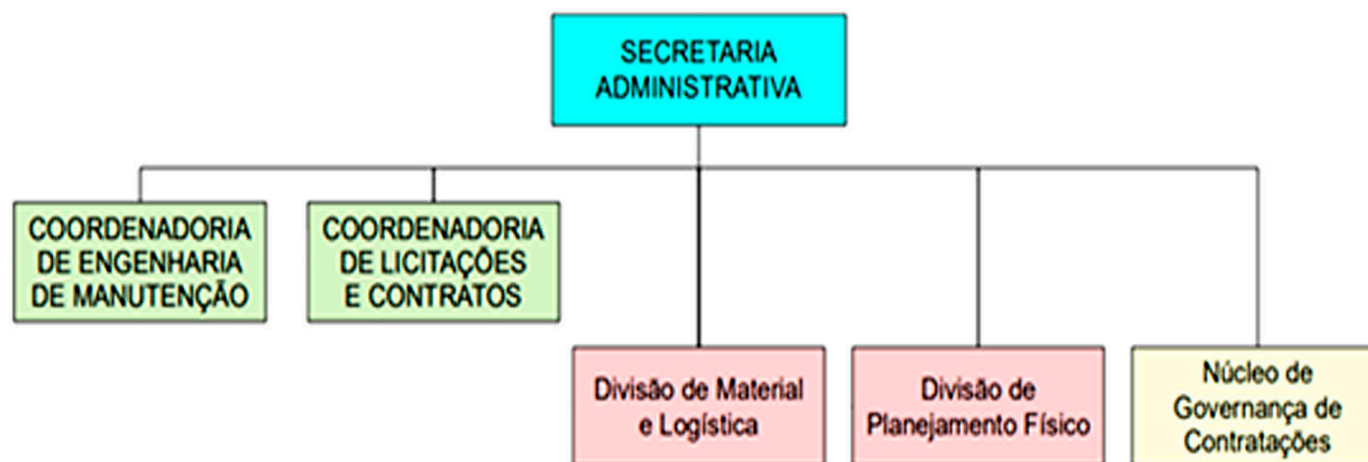 SECRETARIA
ADMINISTRATIVA
COORDENADORIA
DE ENGENHARIA
DE MANUTENÇÃO
COORDENADORIA
DE LICITAÇÕES
E CONTRATOS
Divisão de Material
e Logística
Divisão de
Planejamento Físico
Núcleo de
Governança de
Contratações